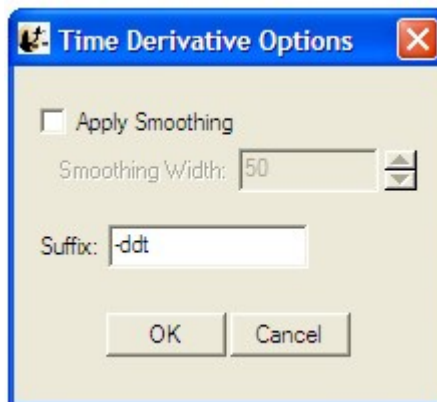 Time Derivative Options
Apply Smoothing
Smoothing Width: 50
Suffix: -ddt
OK Cancel